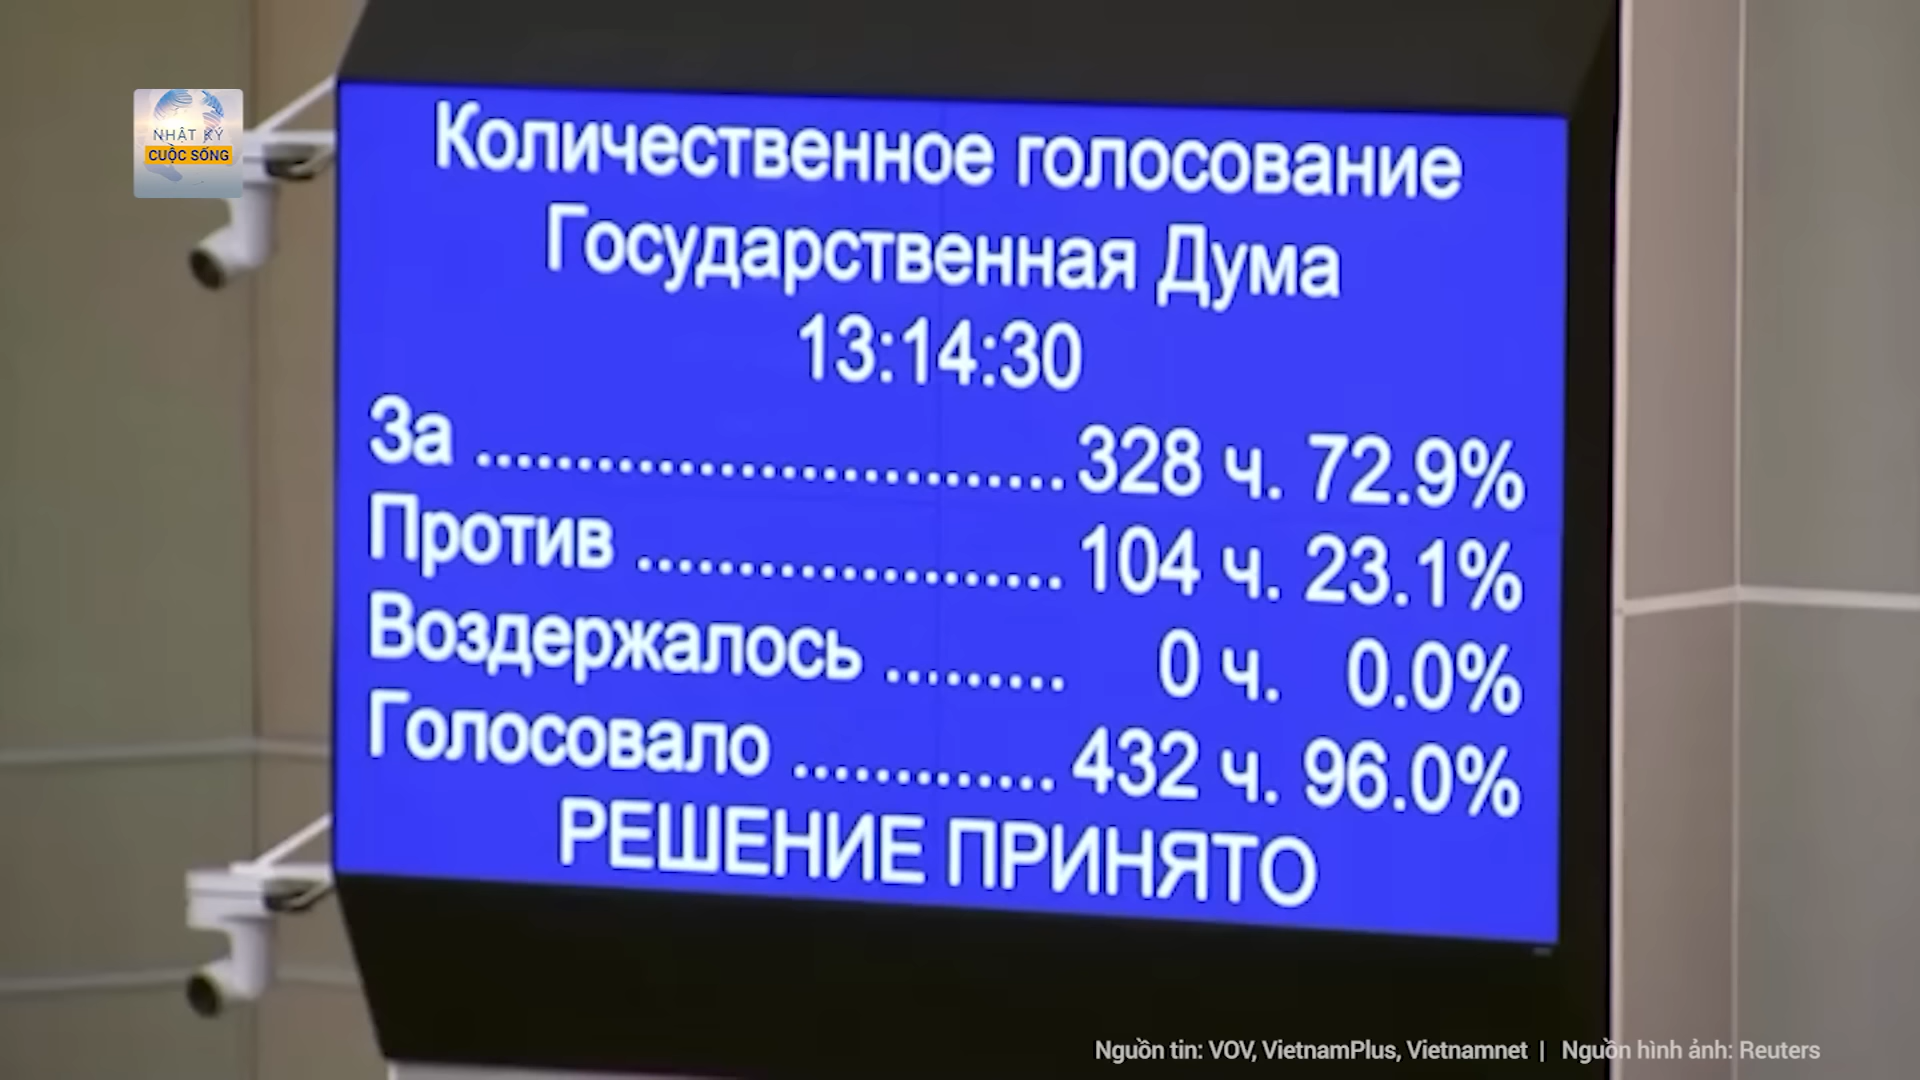 NHẬT KÝ
CUỘC SỐNG
Количественное голосование
Государственная Дума
13:14:30
За ............................. 328 ч. 72.9%
Против ..................... 104 ч. 23.1%
Воздержалось ......... 0 ч. 0.0%
Голосовало ............. 432 ч. 96.0%
РЕШЕНИЕ ПРИНЯТО
Nguồn tin: VOV, VietnamPlus, Vietnamnet | Nguồn hình ảnh: Reuters